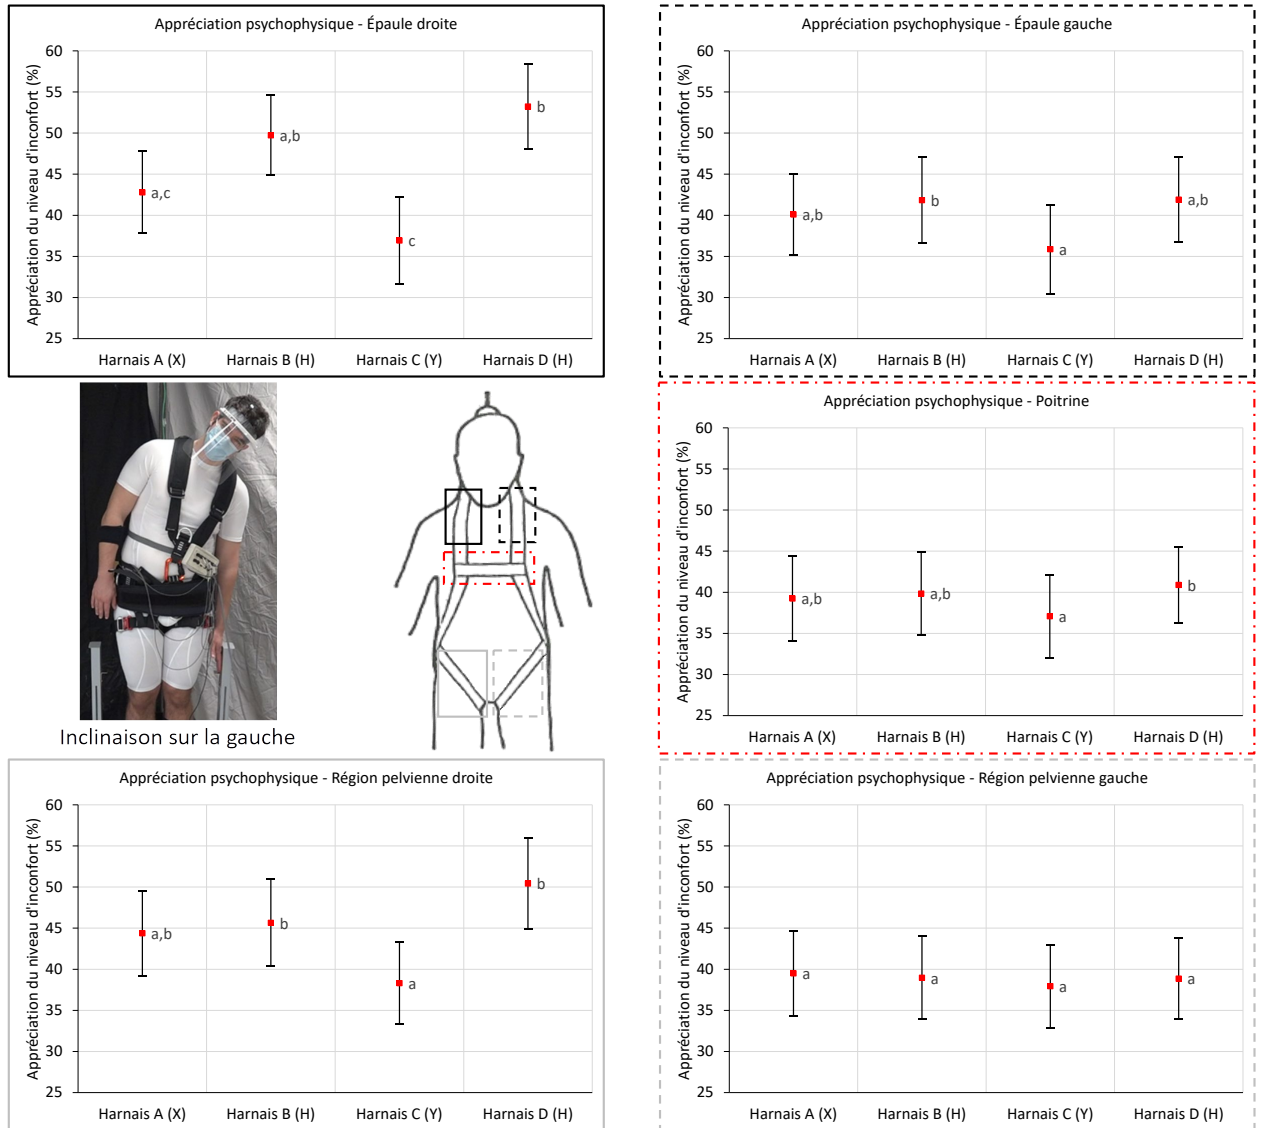 Appréciation psychophysique - Épaule droite
Appréciation du niveau d'inconfort (%)
60
55
50
45
40
35
30
25
a,c
a,b
c
b
Harnais A (X)
Harnais B (H)
Harnais C (Y)
Harnais D (H)
Appréciation psychophysique - Épaule gauche
Appréciation du niveau d'inconfort (%)
60
55
50
45
40
35
30
25
a,b
b
a
a,b
Harnais A (X)
Harnais B (H)
Harnais C (Y)
Harnais D (H)
Inclinaison sur la gauche
Appréciation psychophysique - Poitrine
Appréciation du niveau d'inconfort (%)
60
55
50
45
40
35
30
25
a,b
a,b
a
b
Harnais A (X)
Harnais B (H)
Harnais C (Y)
Harnais D (H)
Appréciation psychophysique - Région pelvienne droite
Appréciation du niveau d'inconfort (%)
60
55
50
45
40
35
30
25
a,b
b
a
b
Harnais A (X)
Harnais B (H)
Harnais C (Y)
Harnais D (H)
Appréciation psychophysique - Région pelvienne gauche
Appréciation du niveau d'inconfort (%)
60
55
50
45
40
35
30
25
a
a
a
a
Harnais A (X)
Harnais B (H)
Harnais C (Y)
Harnais D (H)